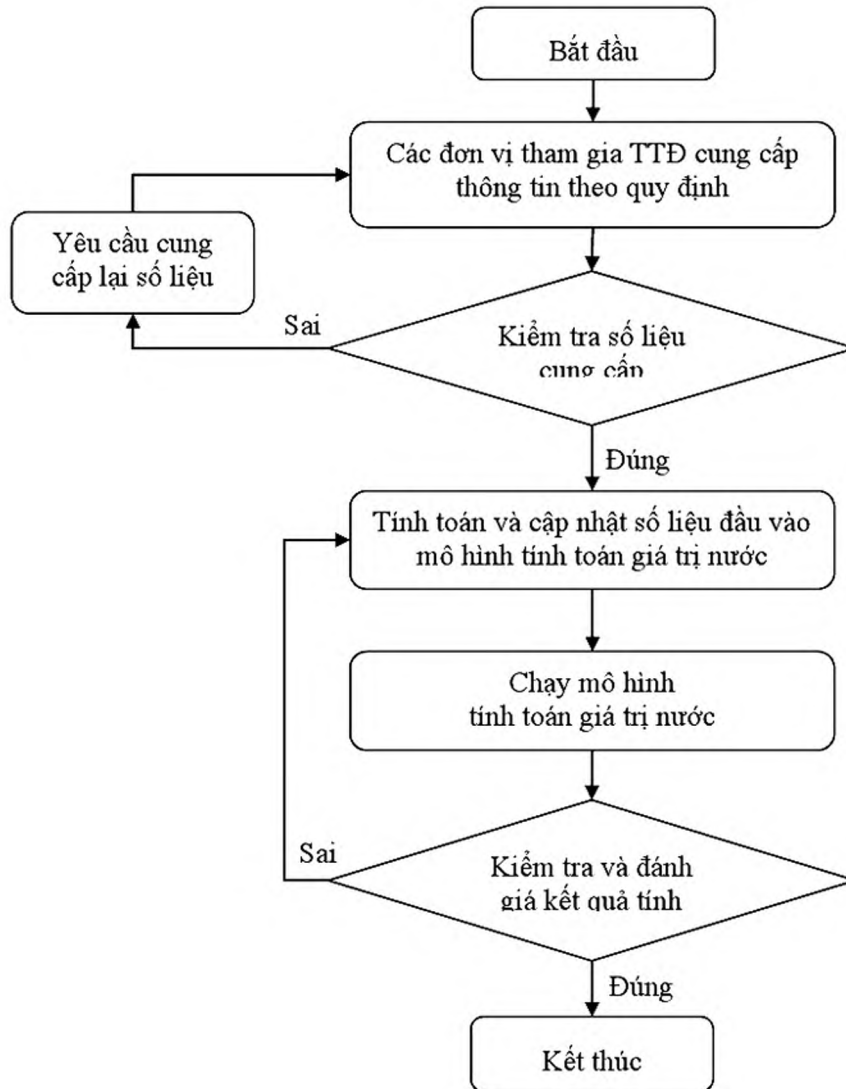 Bắt đầu
Các đơn vị tham gia TTĐ cung cấp
thông tin theo quy định
Yêu cầu cung
cấp lại số liệu
Sai
Kiểm tra số liệu
cung cấp
Đúng
Tính toán và cập nhật số liệu đầu vào
mô hình tính toán giá trị nước
Chạy mô hình
tính toán giá trị nước
Sai
Kiểm tra và đánh
giá kết quả tính
Đúng
Kết thúc